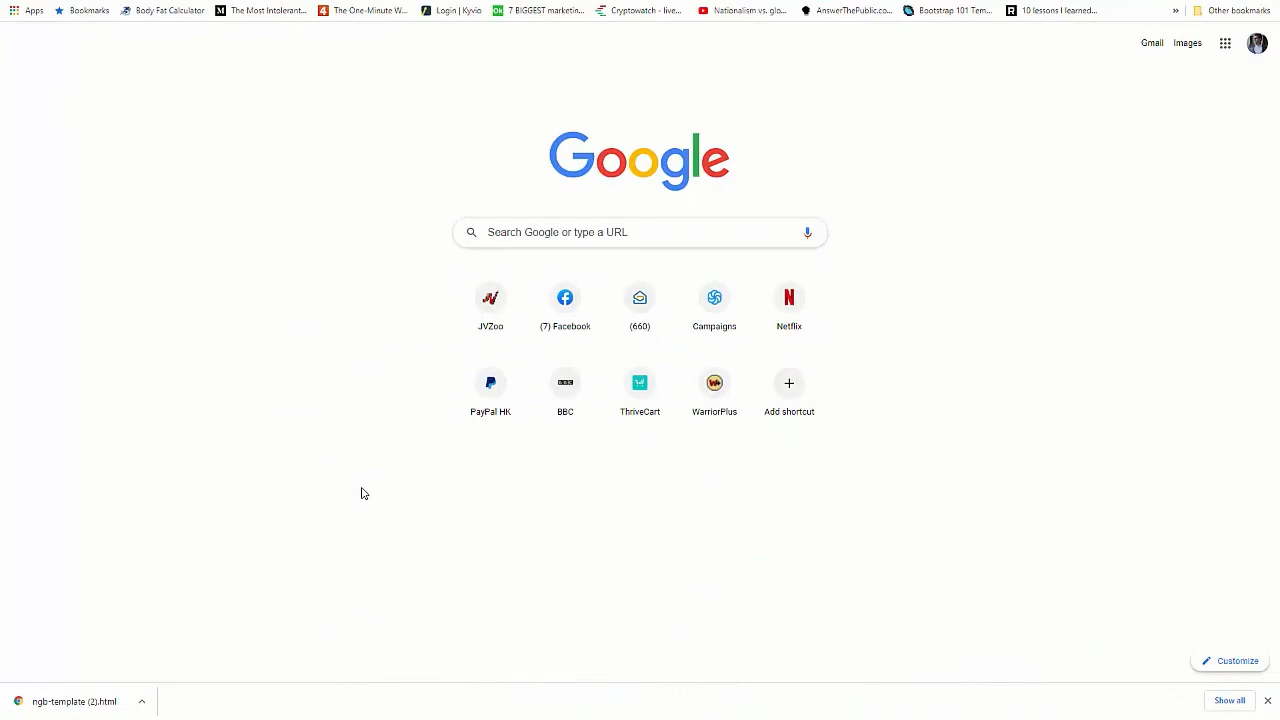 Apps Bookmarks Body Fat Calculator The Most Intolerant... The One-Minute W... Login | Kyvio 7 BIGGEST marketin... Cryptowatch - live... Nationalism vs. glo... AnswerThePublic.co... Bootstrap 101 Tem... 10 lessons I learned... » Other bookmarks
Gmail Images
Google
Search Google or type a URL
JVZoo (7) Facebook (660) Campaigns Netflix
BBC
PayPal HK BBC ThriveCart WarriorPlus Add shortcut
Customize
ngb-template (2).html Show all